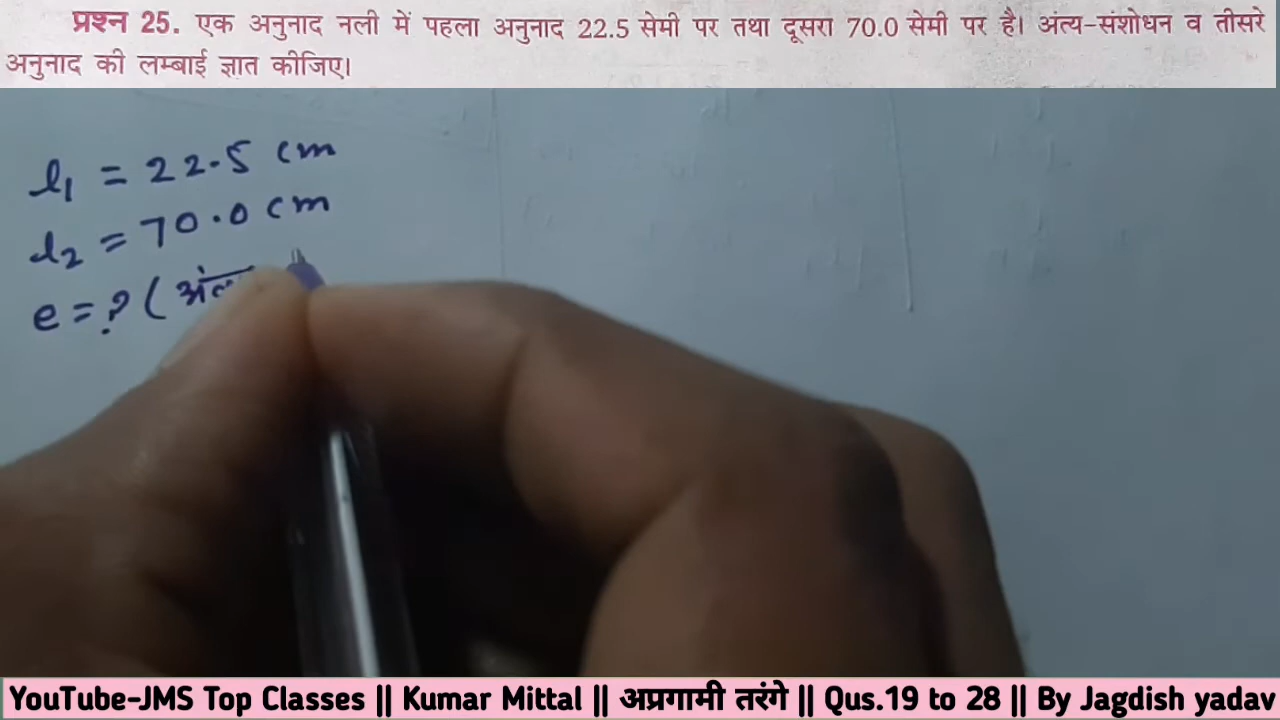 प्रश्न 25. एक अनुनाद नली में पहला अनुनाद 22.5 सेमी पर तथा दूसरा 70.0 सेमी पर है। अंत्य-संशोधन व तीसरे
अनुनाद की लम्बाई ज्ञात कीजिए।
l₁ = 22.5 cm
l₂ = 70.0 cm
e = ? (
YouTube-JMS Top Classes || Kumar Mittal || अप्रगामी तरंगे || Qus.19 to 28 || By Jagdish yadav